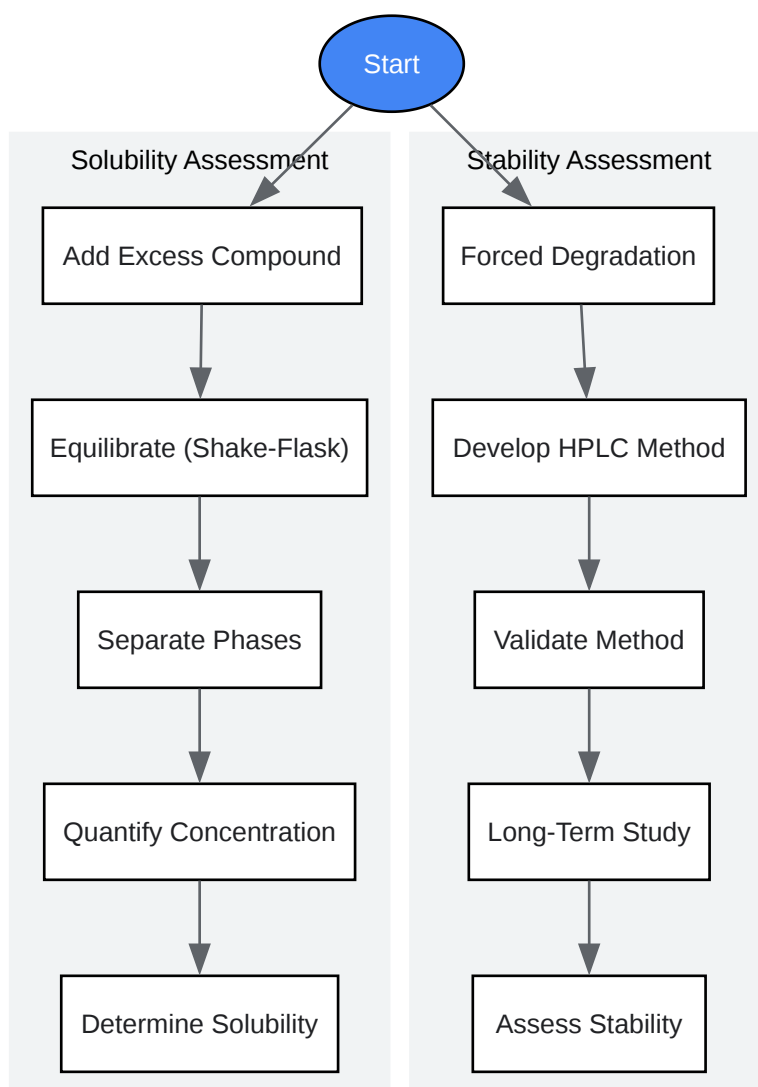 Start
Solubility Assessment
Add Excess Compound
Equilibrate (Shake-Flask)
Separate Phases
Quantify Concentration
Determine Solubility
Stability Assessment
Forced Degradation
Develop HPLC Method
Validate Method
Long-Term Study
Assess Stability